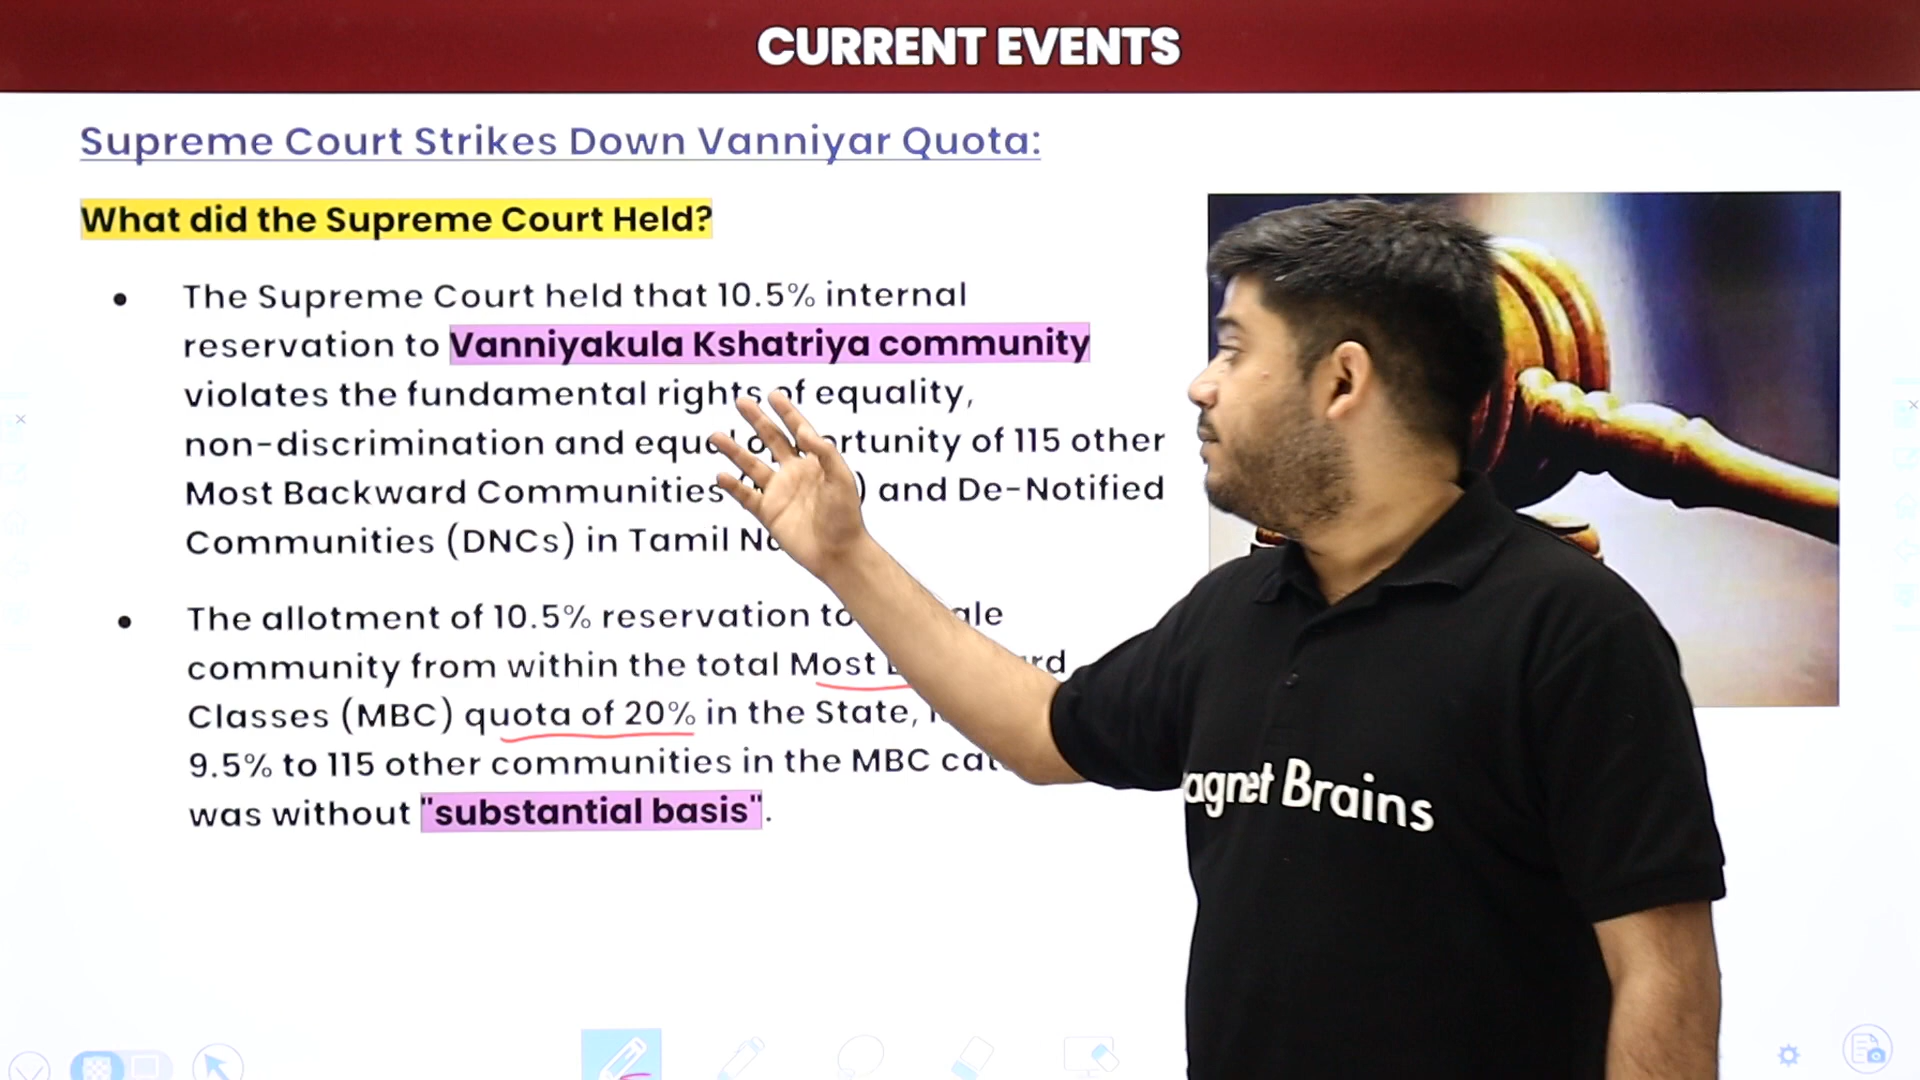 CURRENT EVENTS
Supreme Court Strikes Down Vanniyar Quota:
What did the Supreme Court Held?
The Supreme Court held that 10.5% internal
reservation to Vanniyakula Kshatriya community
violates the fundamental rights of equality,
non-discrimination and equal opportunity of 115 other
Most Backward Communities ) and De-Notified
Communities (DNCs) in Tamil
The allotment of 10.5% reservation to
community from within the total Most
Classes (MBC) quota of 20% in the State,
9.5% to 115 other communities in the MBC
was without "substantial basis".
agnet Brains